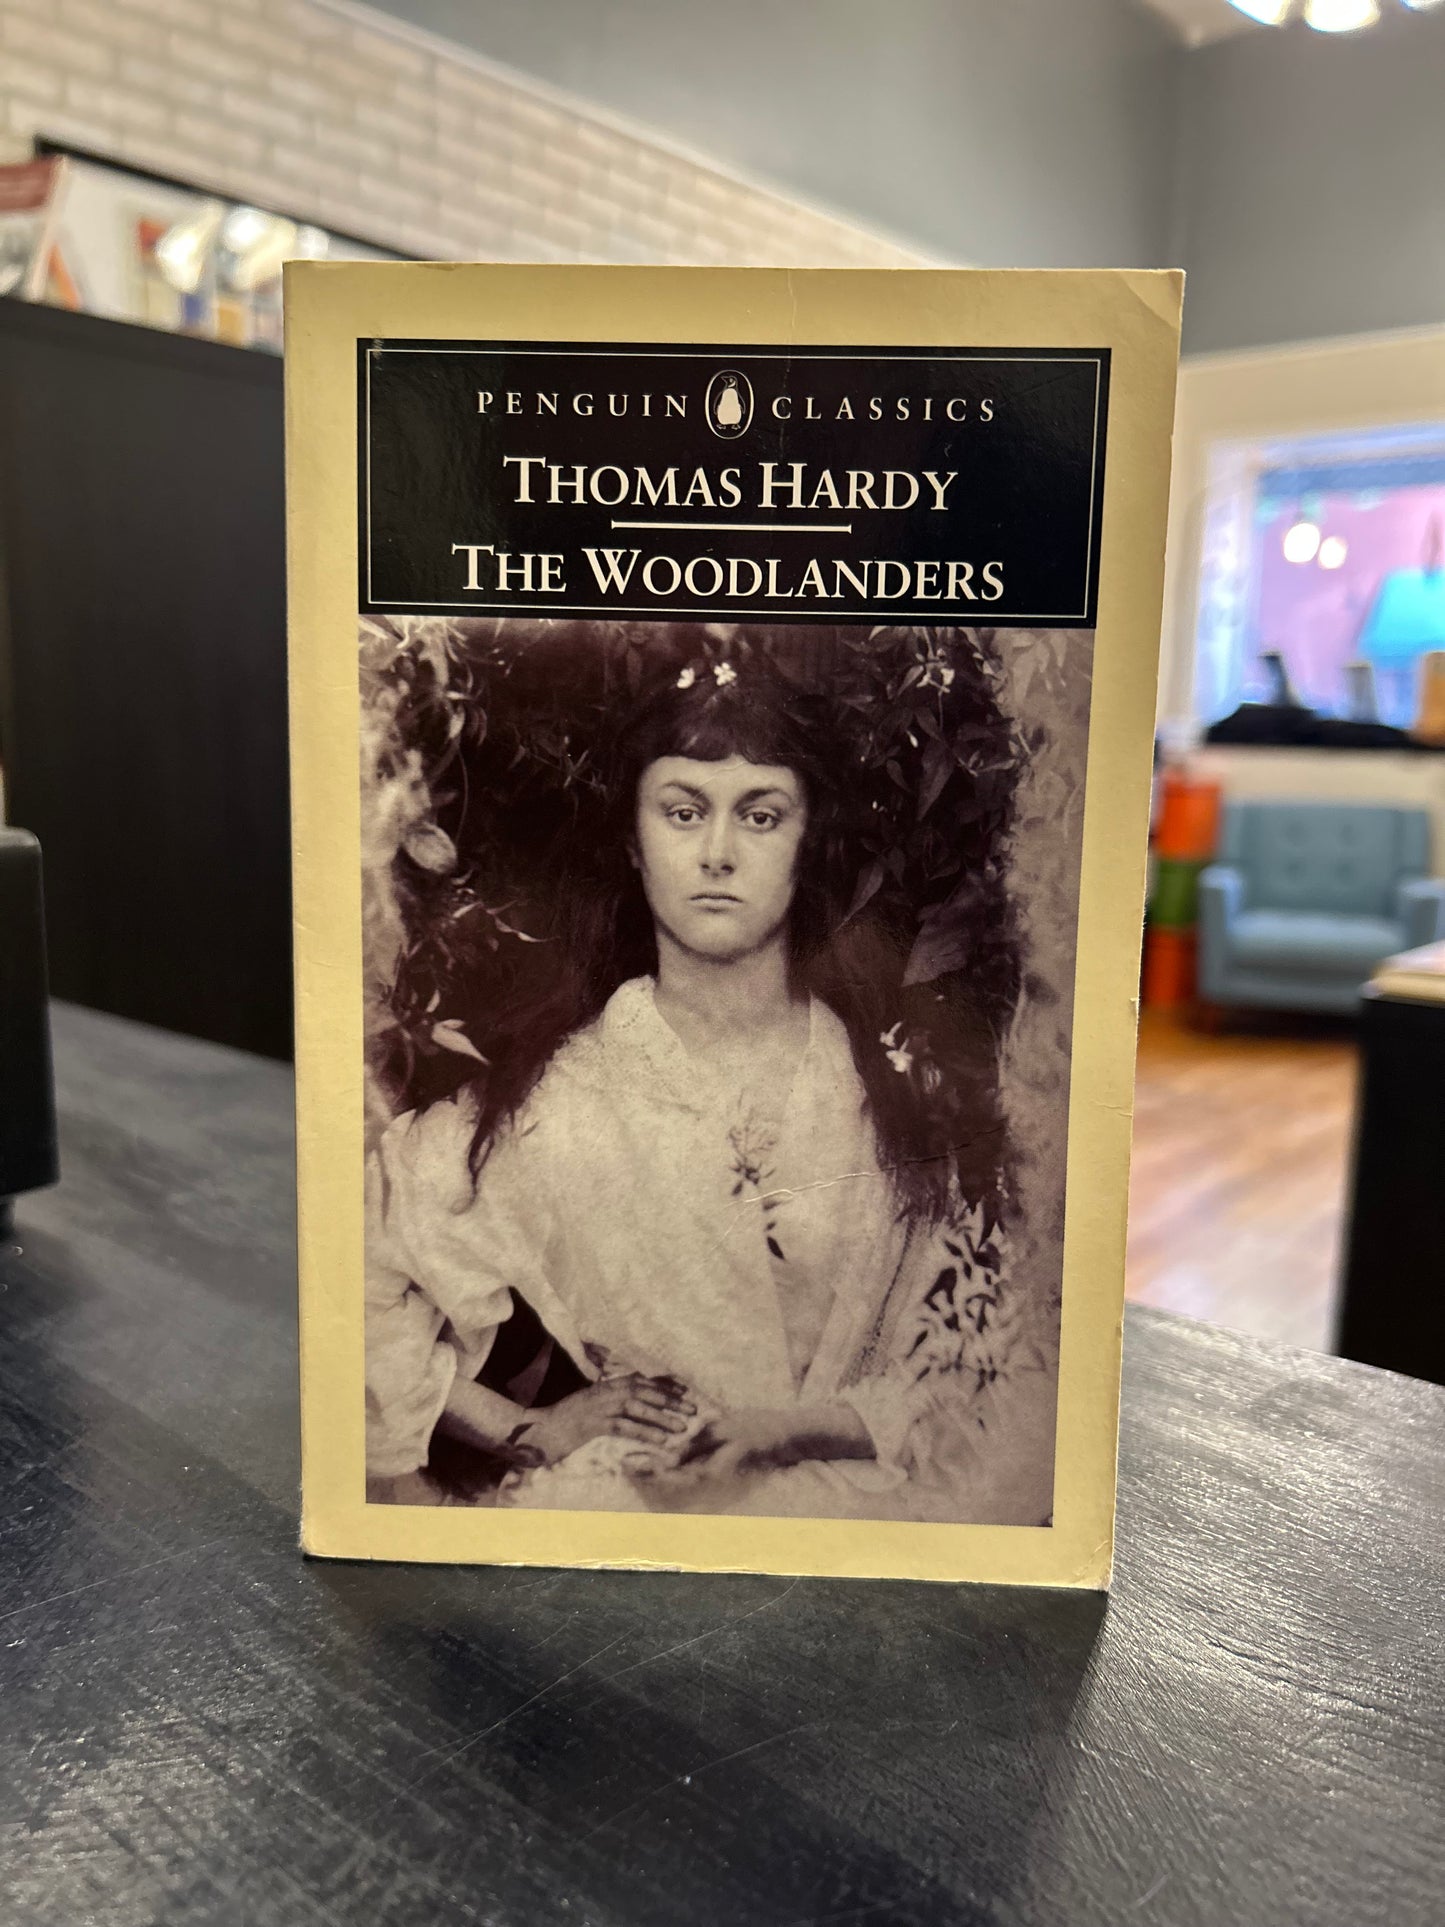 PENGUIN CLASSICS
THOMAS HARDY
THE WOODLANDERS